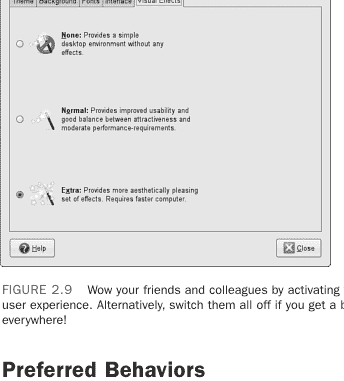 Theme Background Fonts Interface Visual Effects
None: Provides a simple
desktop environment without any
effects.
Normal: Provides improved usability and
good balance between attractiveness and
moderate performance-requirements.
Extra: Provides more aesthetically pleasing
set of effects. Requires faster computer.
Help Close
FIGURE 2.9 Wow your friends and colleagues by activating
user experience. Alternatively, switch them all off if you get a
everywhere!
Preferred Behaviors